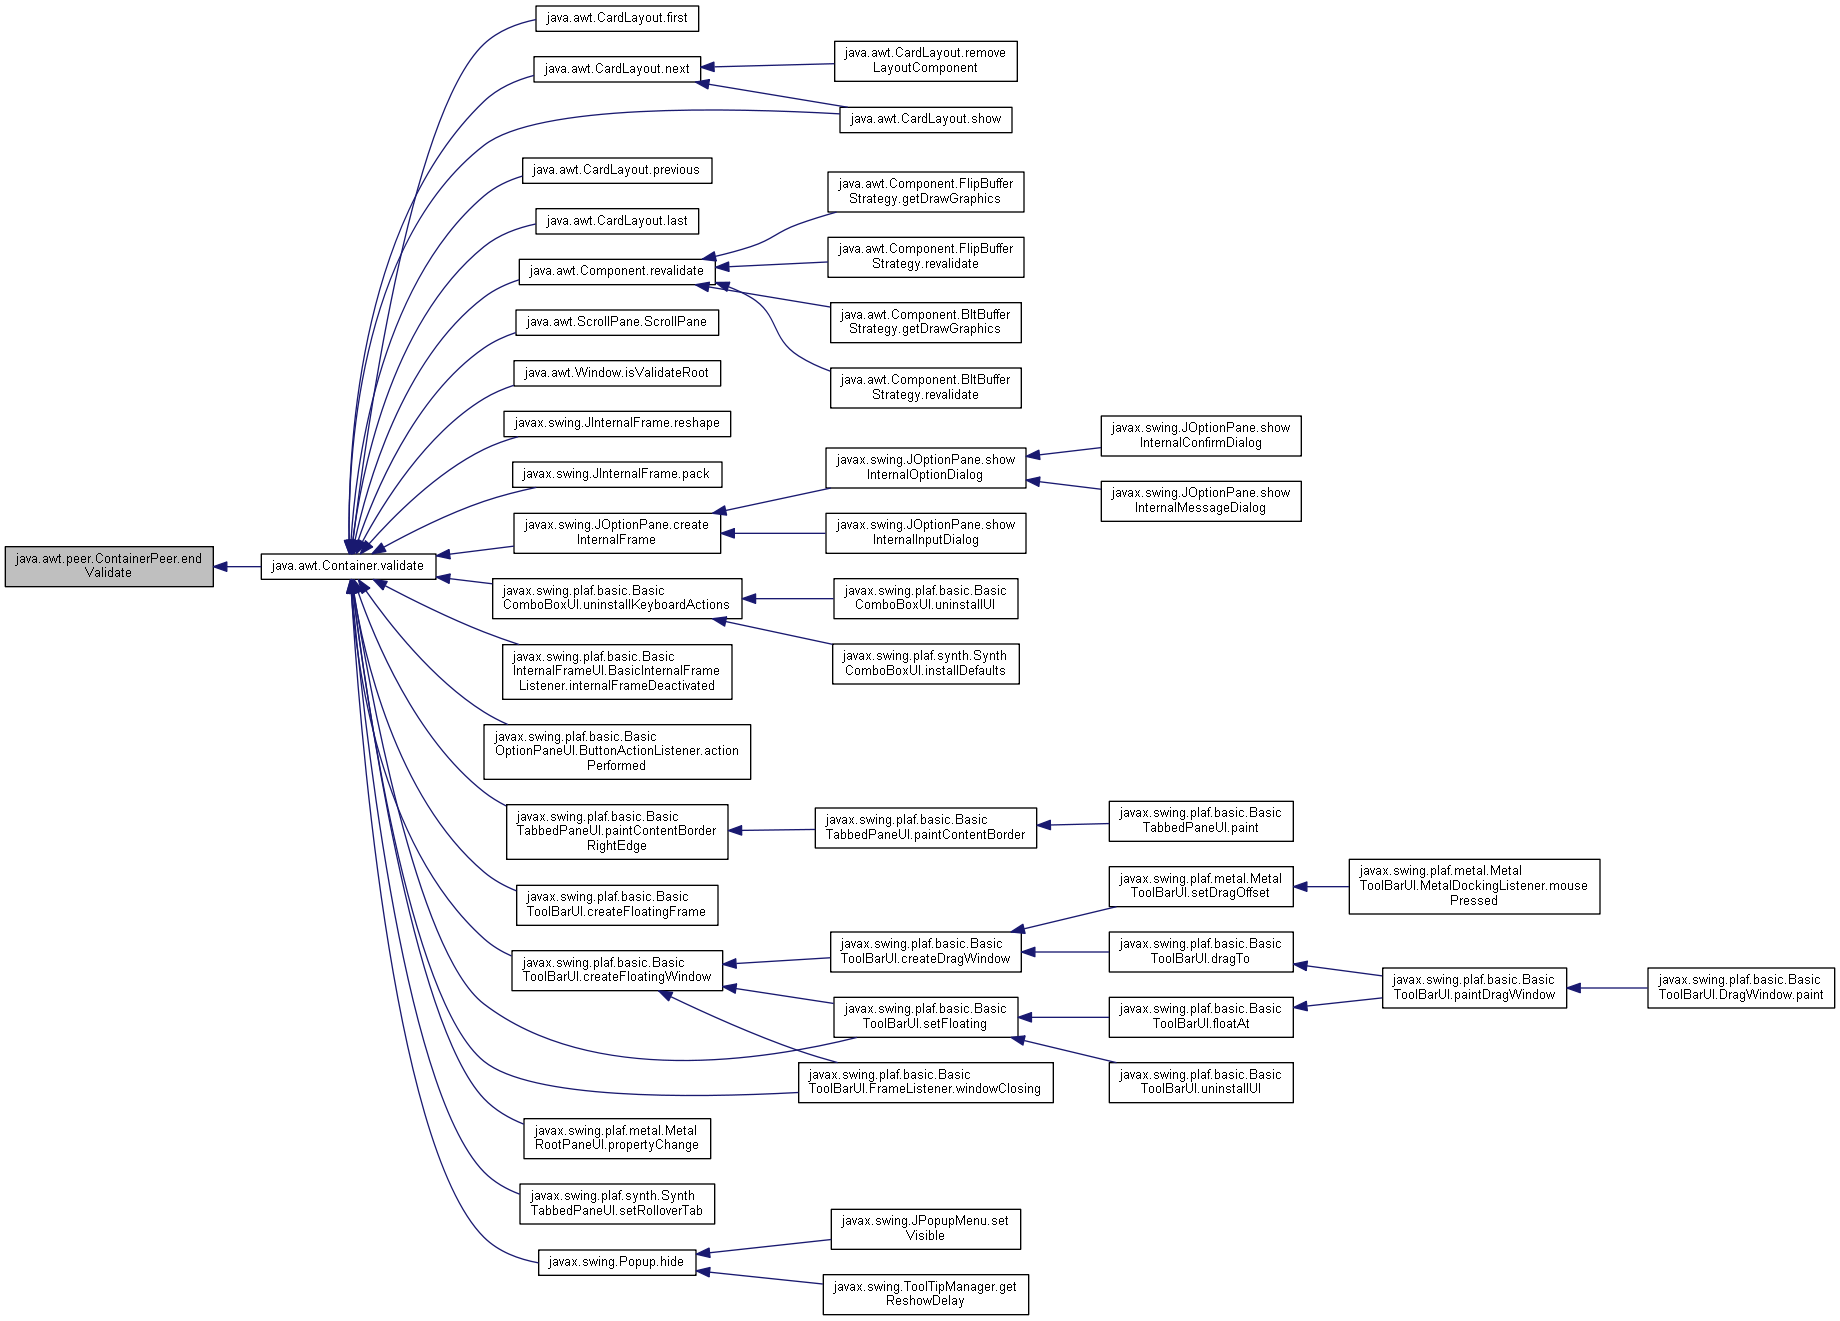 java.awt.CardLayout.first
java.awt.CardLayout.next
java.awt.CardLayout.remove
LayoutComponent
java.awt.CardLayout.show
java.awt.CardLayout.previous
java.awt.Component.FlipBuffer
Strategy.getDrawGraphics
java.awt.CardLayout.last
java.awt.Component.revalidate
java.awt.Component.FlipBuffer
Strategy.revalidate
java.awt.Component.BltBuffer
Strategy.getDrawGraphics
java.awt.ScrollPane.ScrollPane
java.awt.Window.isValidateRoot
java.awt.Component.BltBuffer
Strategy.revalidate
javax.swing.JInternalFrame.reshape
javax.swing.JOptionPane.show
InternalConfirmDialog
javax.swing.JInternalFrame.pack
javax.swing.JOptionPane.show
InternalOptionDialog
javax.swing.JOptionPane.show
InternalMessageDialog
javax.swing.JOptionPane.create
InternalFrame
javax.swing.JOptionPane.show
InternalInputDialog
java.awt.peer.ContainerPeer.end
Validate
java.awt.Container.validate
javax.swing.plaf.basic.Basic
ComboBoxUI.uninstallKeyboardActions
javax.swing.plaf.basic.Basic
ComboBoxUI.uninstallUI
javax.swing.plaf.synth.Synth
ComboBoxUI.installDefaults
javax.swing.plaf.basic.Basic
InternalFrameUI.BasicInternalFrame
Listener.internalFrameDeactivated
javax.swing.plaf.basic.Basic
OptionPaneUI.ButtonActionListener.action
Performed
javax.swing.plaf.basic.Basic
TabbedPaneUI.paintContentBorder
RightEdge
javax.swing.plaf.basic.Basic
TabbedPaneUI.paintContentBorder
javax.swing.plaf.basic.Basic
TabbedPaneUI.paint
javax.swing.plaf.basic.Basic
ToolBarUI.createFloatingFrame
javax.swing.plaf.metal.Metal
ToolBarUI.setDragOffset
javax.swing.plaf.metal.Metal
ToolBarUI.MetalDockingListener.mouse
Pressed
javax.swing.plaf.basic.Basic
ToolBarUI.createFloatingWindow
javax.swing.plaf.basic.Basic
ToolBarUI.createDragWindow
javax.swing.plaf.basic.Basic
ToolBarUI.dragTo
javax.swing.plaf.basic.Basic
ToolBarUI.paintDragWindow
javax.swing.plaf.basic.Basic
ToolBarUI.DragWindow.paint
javax.swing.plaf.basic.Basic
ToolBarUI.setFloating
javax.swing.plaf.basic.Basic
ToolBarUI.floatAt
javax.swing.plaf.basic.Basic
ToolBarUI.FrameListener.windowClosing
javax.swing.plaf.basic.Basic
ToolBarUI.uninstallUI
javax.swing.plaf.metal.Metal
RootPaneUI.propertyChange
javax.swing.plaf.synth.Synth
TabbedPaneUI.setRolloverTab
javax.swing.Popup.hide
javax.swing.JPopupMenu.set
Visible
javax.swing.ToolTipManager.get
ReshowDelay